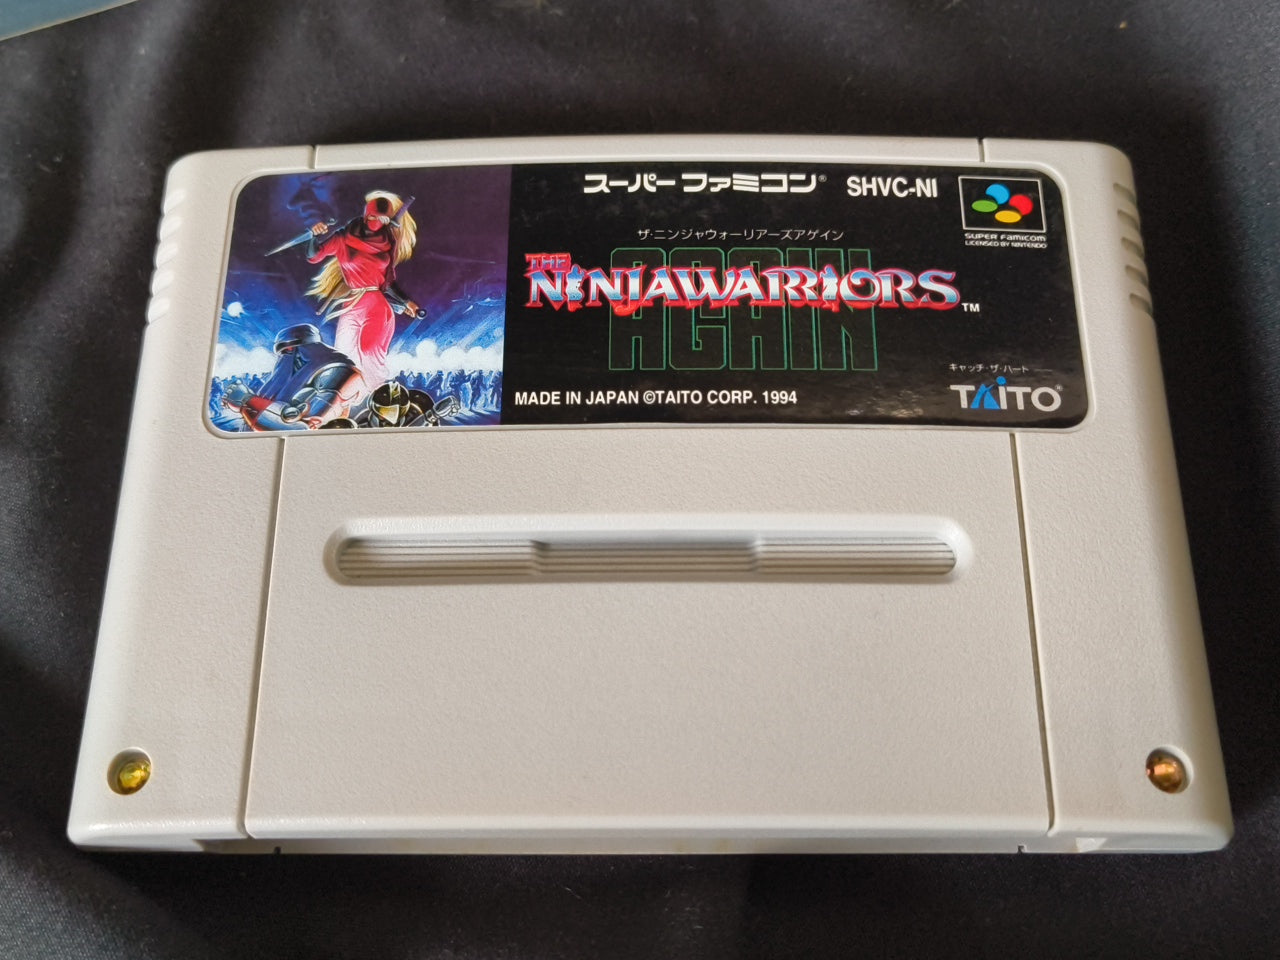 スーパーファミコン® SHVC-NI
SUPER FAMICOM
LICENSED BY NINTENDO
ザ・ニンジャウォーリアーズアゲイン
THE
NINJAWARRIORS™
AGAIN
キャッチ・ザ・ハート
TAITO®
MADE IN JAPAN ©TAITO CORP. 1994